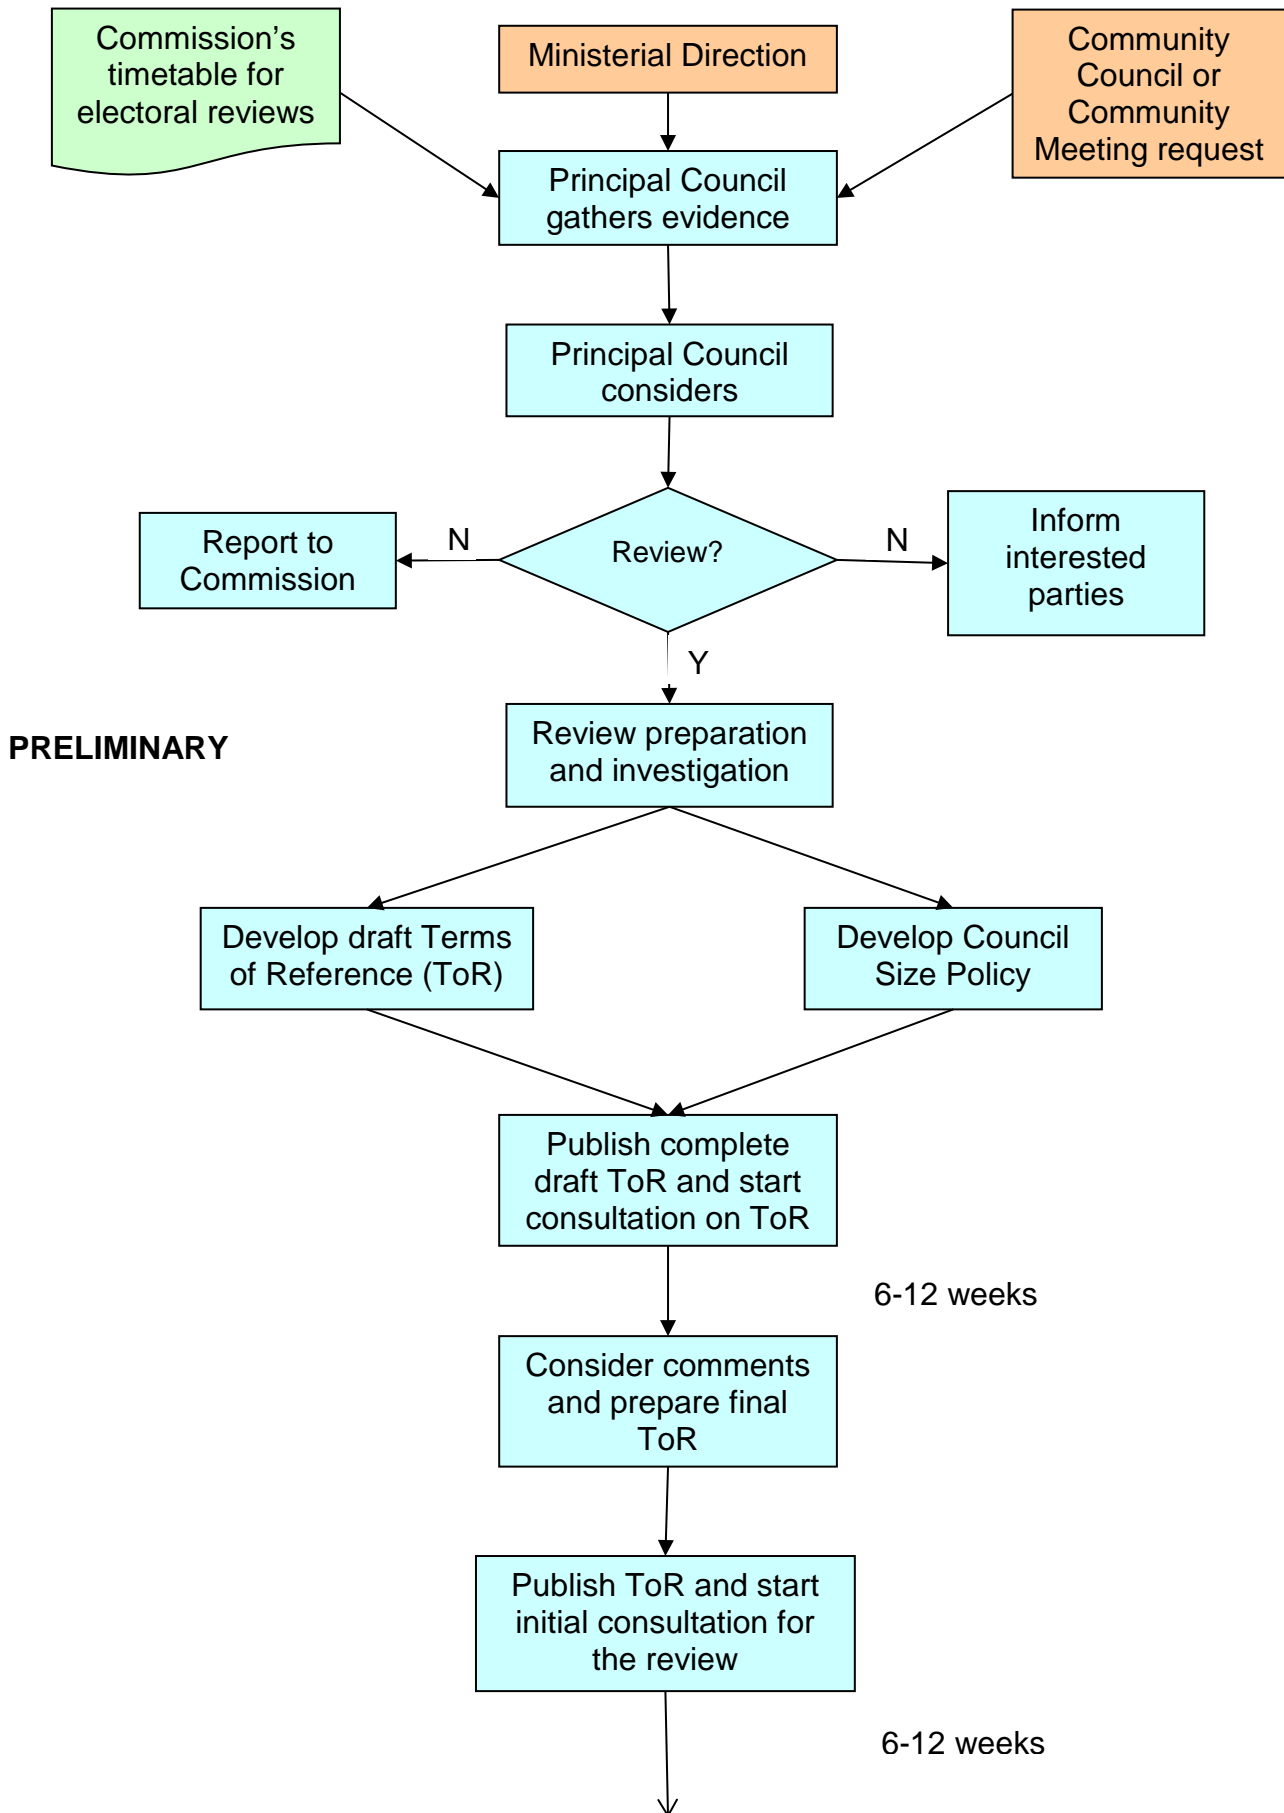 Commission’s
timetable for
electoral reviews
Ministerial Direction
Community
Council or
Community
Meeting request
Principal Council
gathers evidence
Principal Council
considers
Report to
Commission
N
Review?
N
Inform
interested
parties
Y
PRELIMINARY
Review preparation
and investigation
Develop draft Terms
of Reference (ToR)
Develop Council
Size Policy
Publish complete
draft ToR and start
consultation on ToR
6-12 weeks
Consider comments
and prepare final
ToR
Publish ToR and start
initial consultation for
the review
6-12 weeks